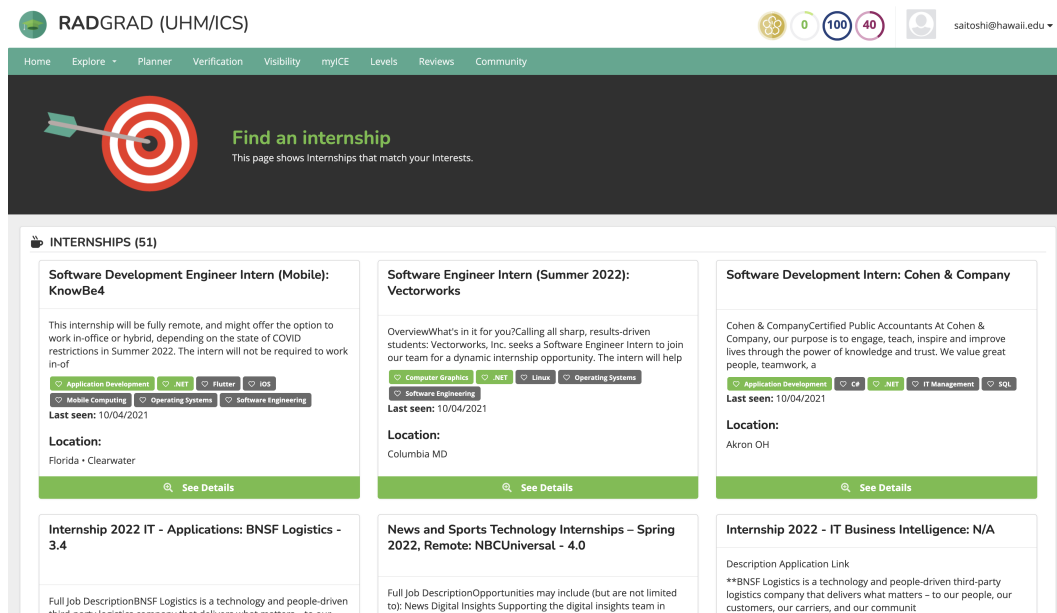 RADGRAD (UHM/ICS)
0
100
40
saitoshi@hawaii.edu
Home Explore Planner Verification Visibility myICE Levels Reviews Community
Find an internship
This page shows Internships that match your Interests.
INTERNSHIPS (51)
Software Development Engineer Intern (Mobile):
KnowBe4
This internship will be fully remote, and might offer the option to
work in-office or hybrid, depending on the state of COVID
restrictions in Summer 2022. The intern will not be required to work
in-of
Application Development .NET Flutter iOS
Mobile Computing Operating Systems Software Engineering
Last seen: 10/04/2021
Location:
Florida • Clearwater
See Details
Software Engineer Intern (Summer 2022):
Vectorworks
OverviewWhat's in it for you?Calling all sharp, results-driven
students: Vectorworks, Inc. seeks a Software Engineer Intern to join
our team for a dynamic internship opportunity. The intern will help
Computer Graphics .NET Linux Operating Systems
Software Engineering
Last seen: 10/04/2021
Location:
Columbia MD
See Details
Software Development Intern: Cohen & Company
Cohen & CompanyCertified Public Accountants At Cohen &
Company, our purpose is to engage, teach, inspire and improve
lives through the power of knowledge and trust. We value great
people, teamwork, a
Application Development C# .NET IT Management SQL
Last seen: 10/04/2021
Location:
Akron OH
See Details
Internship 2022 IT - Applications: BNSF Logistics -
3.4
Full Job DescriptionBNSF Logistics is a technology and people-driven
third-party logistics company that delivers what matters – to our
News and Sports Technology Internships – Spring
2022, Remote: NBCUniversal - 4.0
Full Job DescriptionOpportunities may include (but are not limited
to): News Digital Insights Supporting the digital insights team in
Internship 2022 - IT Business Intelligence: N/A
Description Application Link
**BNSF Logistics is a technology and people-driven third-party
logistics company that delivers what matters – to our people, our
customers, our carriers, and our communit